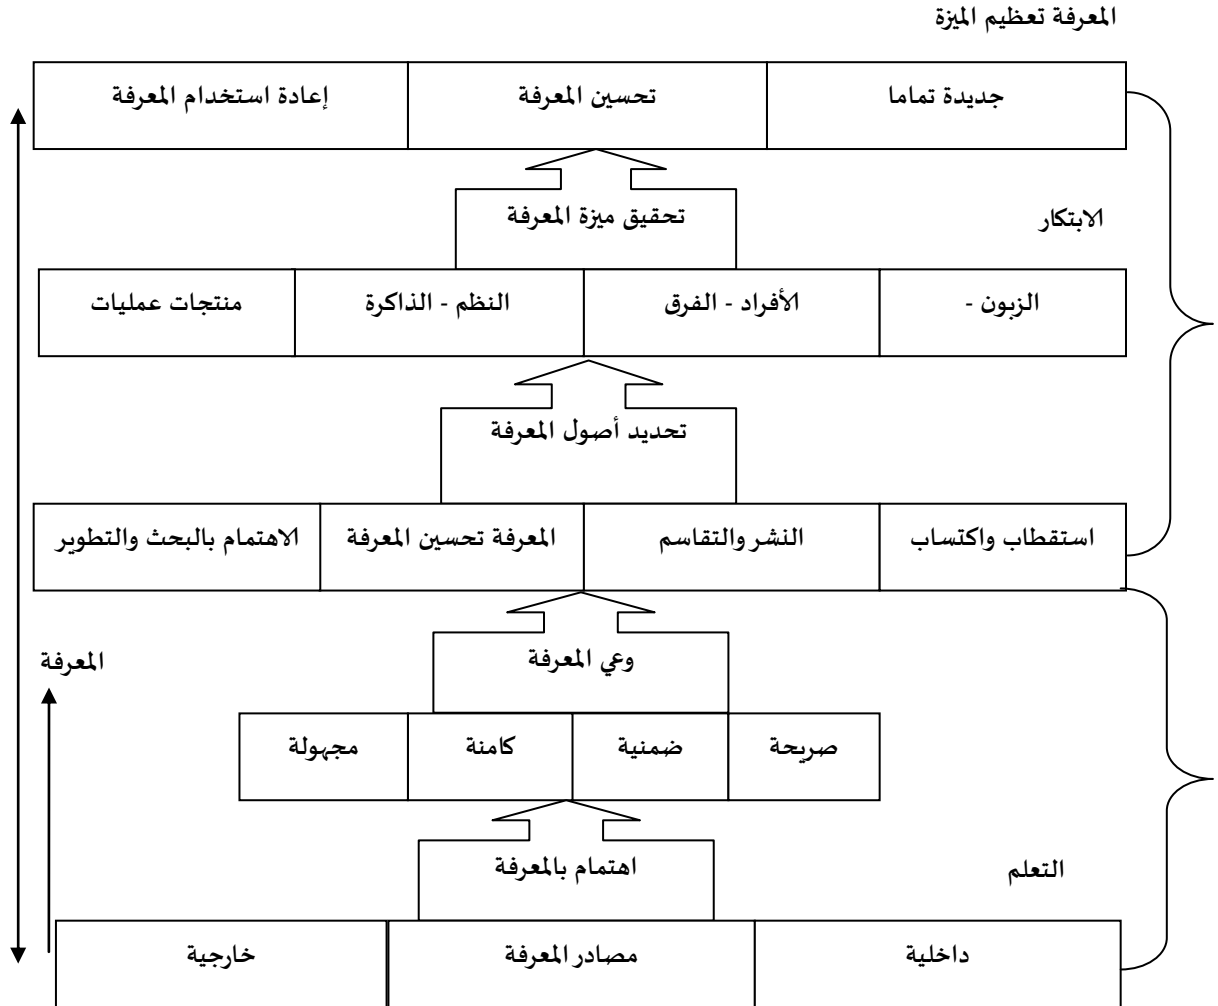 المعرفة تعظيم الميزة
جديدة تماما
تحسين المعرفة
إعادة استخدام المعرفة
تحقيق ميزة المعرفة
الابتكار
الزبون -
الأفراد - الفرق
النظم - الذاكرة
منتجات عمليات
تحديد أصول المعرفة
استقطاب واكتساب
النشر والتقاسم
المعرفة تحسين المعرفة
الاهتمام بالبحث والتطوير
وعي المعرفة
المعرفة
صريحة
ضمنية
كامنة
مجهولة
اهتمام بالمعرفة
التعلم
داخلية
مصادر المعرفة
خارجية